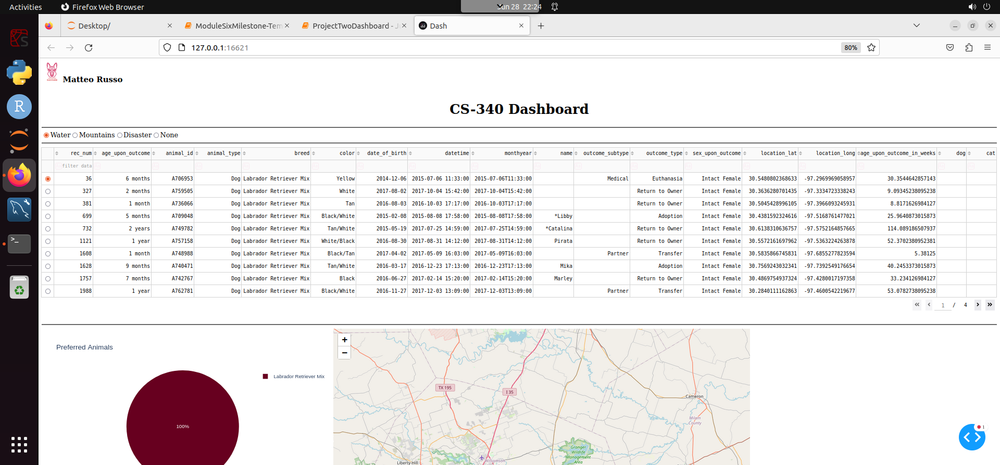 Activities Firefox Web Browser Jun 28 22:24
Desktop/ ModuleSixMilestone-Tem ProjectTwoDashboard - J Dash
127.0.0.1:16621 80%
Matteo Russo
CS-340 Dashboard
Water Mountains Disaster None
rec_num age_upon_outcome animal_id animal_type breed color date_of_birth datetime monthyear name outcome_subtype outcome_type sex_upon_outcome location_lat location_long age_upon_outcome_in_weeks dog cat
filter data
36 6 months A706953 Dog Labrador Retriever Mix Yellow 2014-12-06 2015-07-06 11:33:00 2015-07-06T11:33:00 Medical Euthanasia Intact Female 30.5480802368633 -97.2969969058957 30.3544642857143
327 2 months A759505 Dog Labrador Retriever Mix White 2017-08-02 2017-10-04 15:42:00 2017-10-04T15:42:00 Return to Owner Intact Female 30.3636280701435 -97.3334723338243 9.09345238095238
381 1 month A736066 Dog Labrador Retriever Mix Tan 2016-08-03 2016-10-03 17:17:00 2016-10-03T17:17:00 Return to Owner Intact Female 30.5045428996105 -97.3966093245931 8.8171626984127
699 5 months A709048 Dog Labrador Retriever Mix Black/White 2015-02-08 2015-08-08 17:58:00 2015-08-08T17:58:00 *Libby Adoption Intact Female 30.4381592324616 -97.5168761477021 25.9640873015873
732 2 years A749782 Dog Labrador Retriever Mix Tan/White 2015-05-19 2017-07-25 14:59:00 2017-07-25T14:59:00 *Catalina Return to Owner Intact Female 30.6138310636757 -97.5752164857665 114.089186507937
1121 1 year A757158 Dog Labrador Retriever Mix White/Black 2016-08-30 2017-08-31 14:12:00 2017-08-31T14:12:00 Pirata Return to Owner Intact Female 30.5572161697962 -97.5363224263878 52.3702380952381
1608 1 month A748988 Dog Labrador Retriever Mix Black/Tan 2017-04-02 2017-05-09 16:03:00 2017-05-09T16:03:00 Partner Transfer Intact Female 30.5835866745831 -97.6855277823594 5.38125
1628 9 months A740471 Dog Labrador Retriever Mix Tan/White 2016-03-17 2016-12-23 17:13:00 2016-12-23T17:13:00 Mika Adoption Intact Female 30.7569243032341 -97.7392549176654 40.2453373015873
1757 7 months A742767 Dog Labrador Retriever Mix Black 2016-06-27 2017-02-14 15:20:00 2017-02-14T15:20:00 Marley Return to Owner Intact Female 30.4869754937324 -97.4280017197358 33.234126984127
1988 1 year A762781 Dog Labrador Retriever Mix Black/White 2016-11-27 2017-12-03 13:09:00 2017-12-03T13:09:00 Partner Transfer Intact Female 30.2840111162863 -97.4600542219677 53.0782738095238
1 / 4
Preferred Animals
Labrador Retriever Mix
100%
+
−
TX 195
I 35
Cameron
Milam
County
Granger
Wildlife
Management
Area
Liberty Hill
Williamson
1